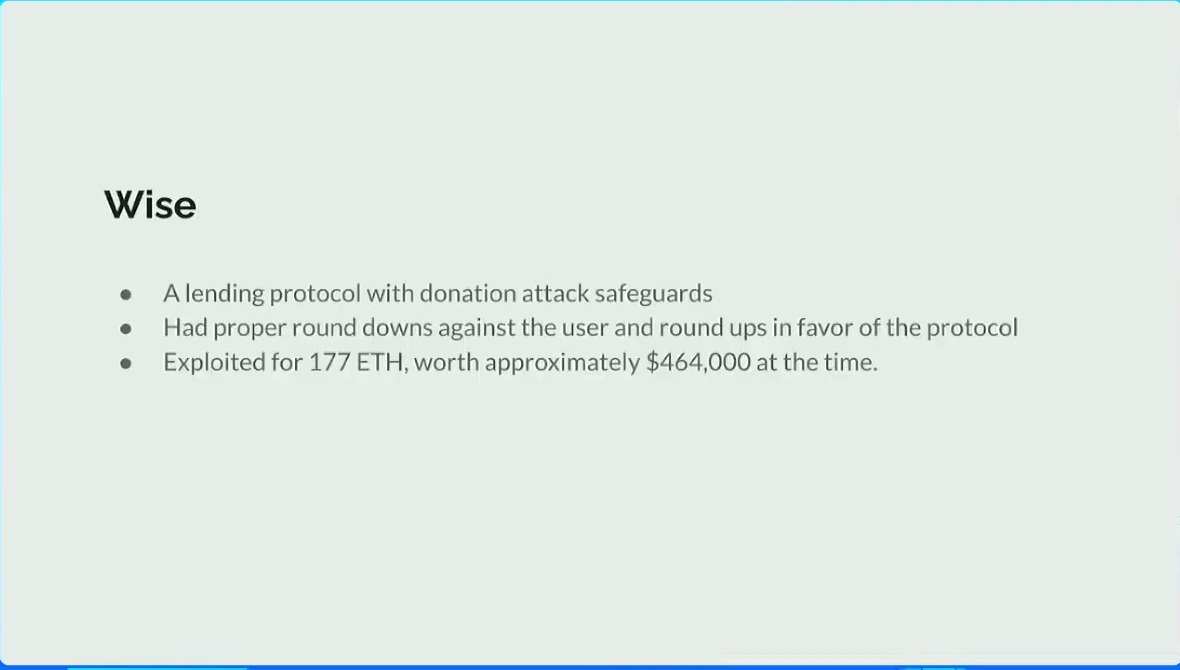 Wise
● A lending protocol with donation attack safeguards
● Had proper round downs against the user and round ups in favor of the protocol
● Exploited for 177 ETH, worth approximately $464,000 at the time.